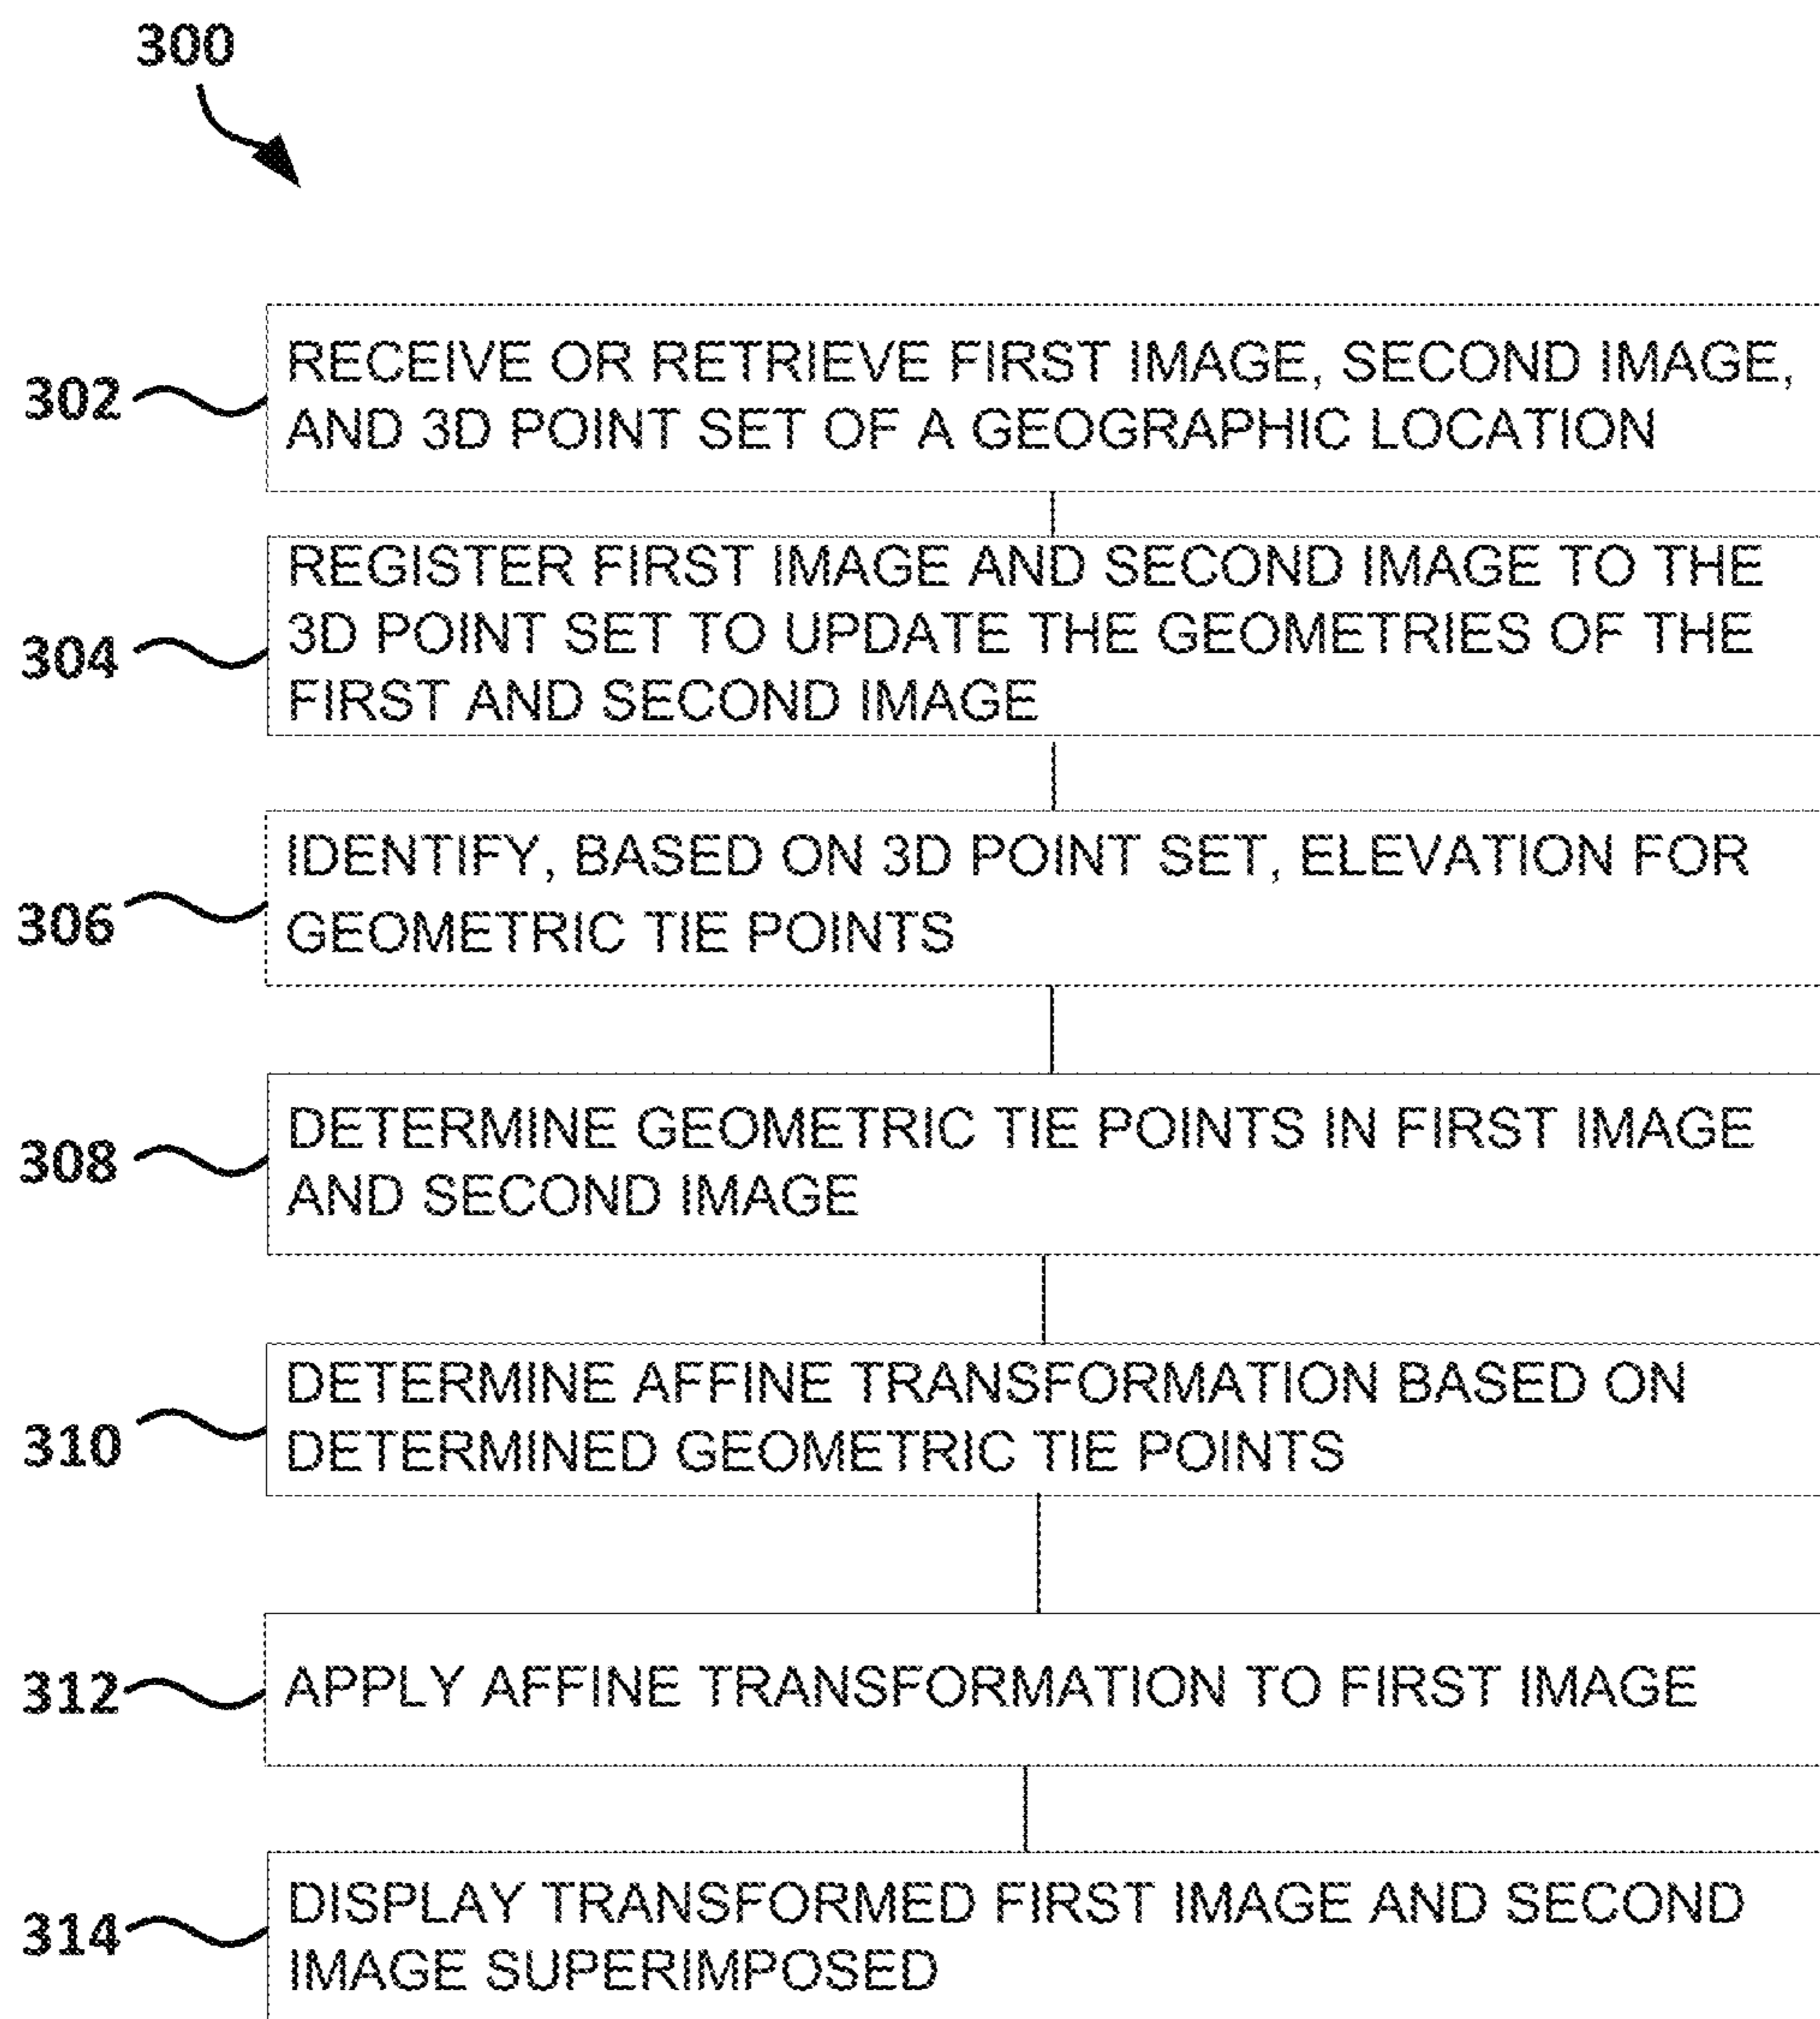 300
302
RECEIVE OR RETRIEVE FIRST IMAGE, SECOND IMAGE,
AND 3D POINT SET OF A GEOGRAPHIC LOCATION
304
REGISTER FIRST IMAGE AND SECOND IMAGE TO THE
3D POINT SET TO UPDATE THE GEOMETRIES OF THE
FIRST AND SECOND IMAGE
306
IDENTIFY, BASED ON 3D POINT SET, ELEVATION FOR
GEOMETRIC TIE POINTS
308
DETERMINE GEOMETRIC TIE POINTS IN FIRST IMAGE
AND SECOND IMAGE
310
DETERMINE AFFINE TRANSFORMATION BASED ON
DETERMINED GEOMETRIC TIE POINTS
312
APPLY AFFINE TRANSFORMATION TO FIRST IMAGE
314
DISPLAY TRANSFORMED FIRST IMAGE AND SECOND
IMAGE SUPERIMPOSED